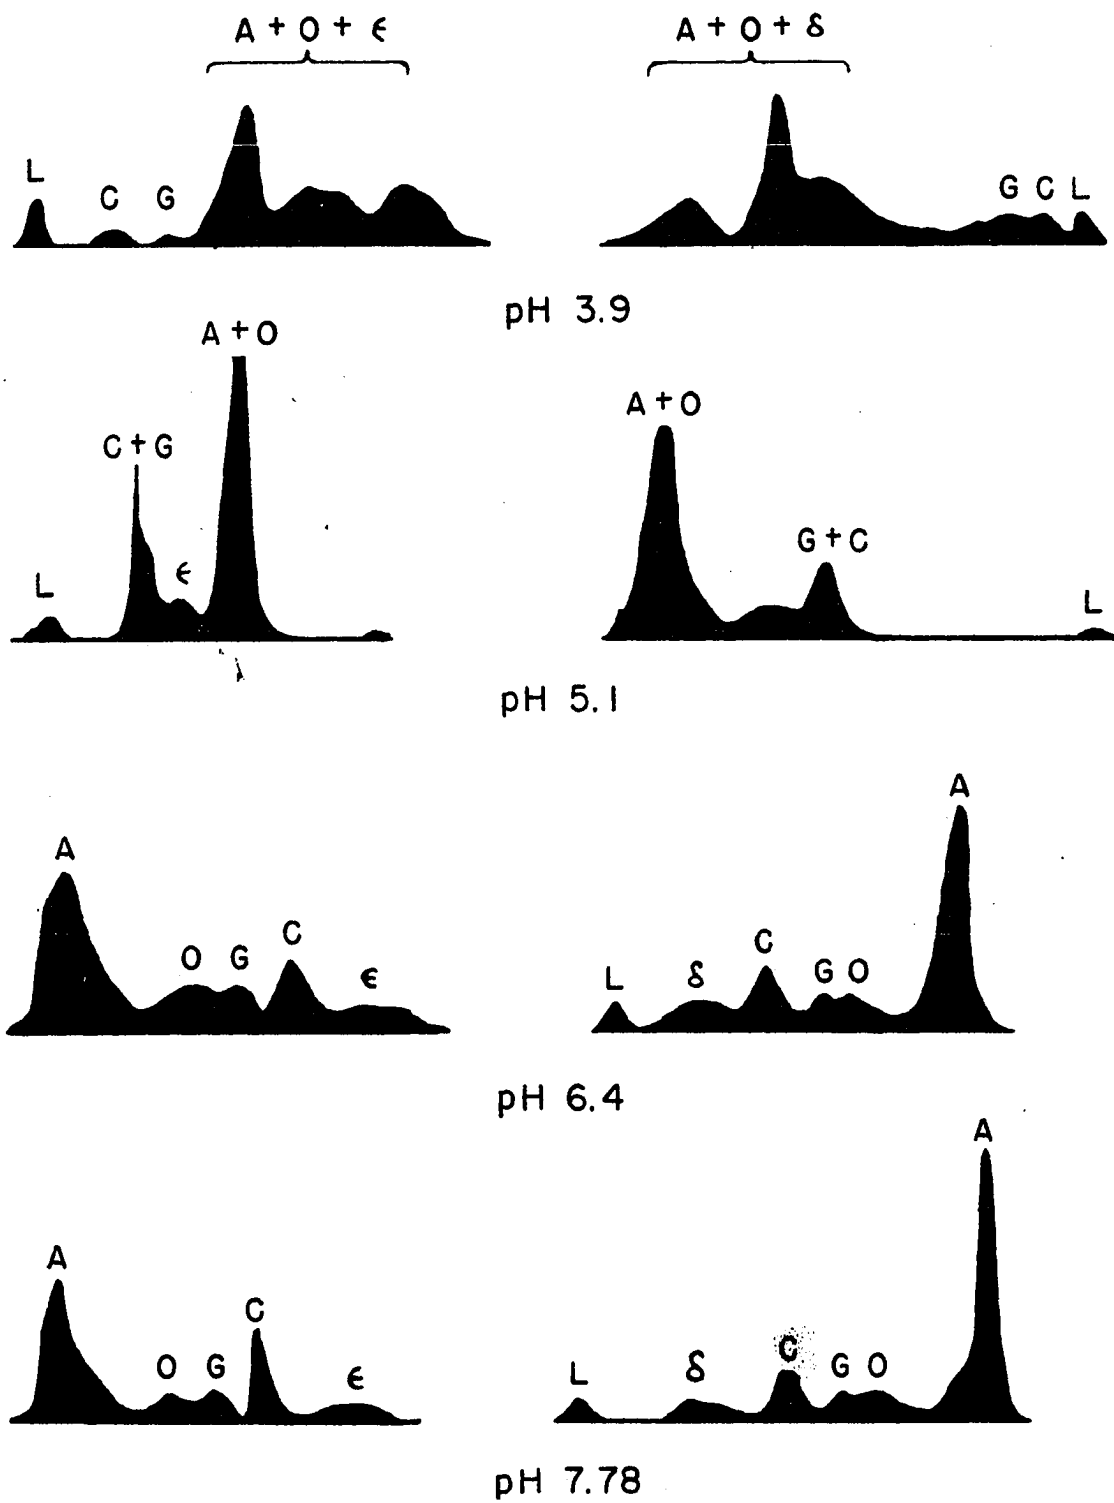 A + O + ϵ
A + O + δ
L
C
G
G
C
L
pH 3.9
A + O
C + G
ϵ
L
A + O
G + C
L
pH 5.1
A
O
G
C
ϵ
L
δ
C
G
O
A
pH 6.4
A
O
G
C
ϵ
L
δ
C
G
O
A
pH 7.78